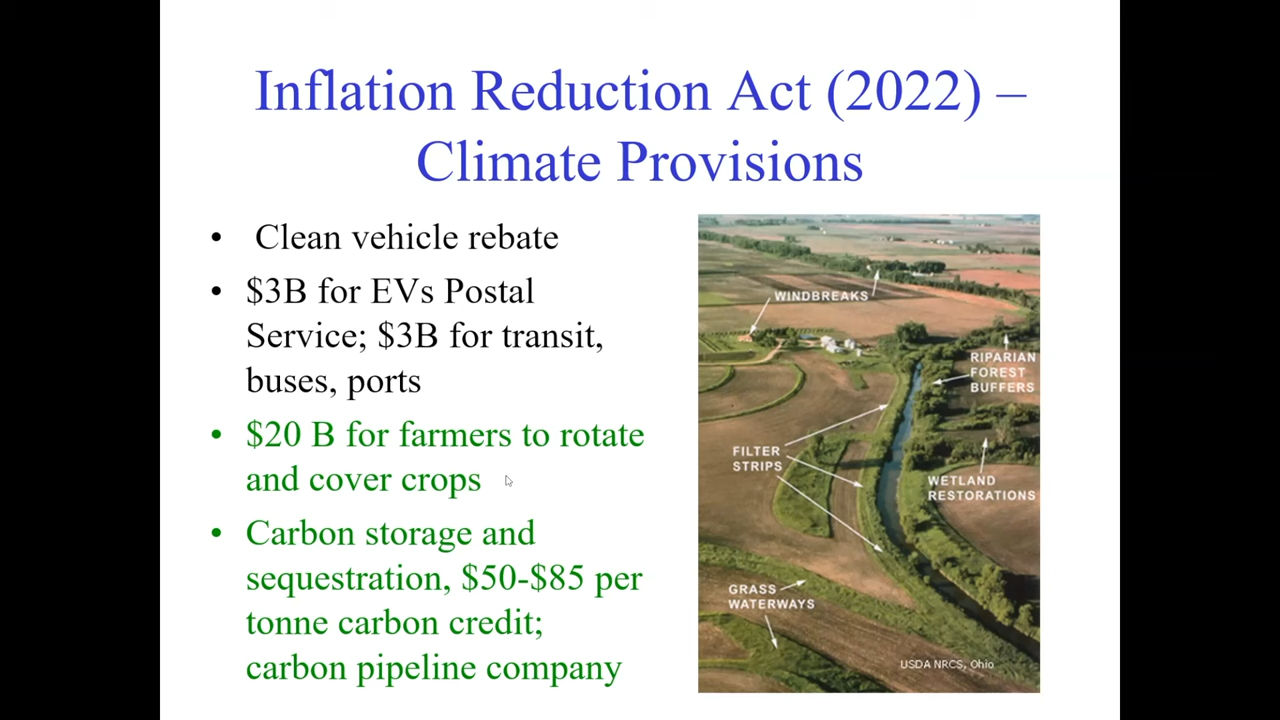 Inflation Reduction Act (2022) –
Climate Provisions
• Clean vehicle rebate
• $3B for EVs Postal
Service; $3B for transit,
buses, ports
• $20 B for farmers to rotate
and cover crops
• Carbon storage and
sequestration, $50-$85 per
tonne carbon credit;
carbon pipeline company
WINDBREAKS
RIPARIAN
FOREST
BUFFERS
FILTER
STRIPS
WETLAND
RESTORATIONS
GRASS
WATERWAYS
USDA NRCS, Ohio